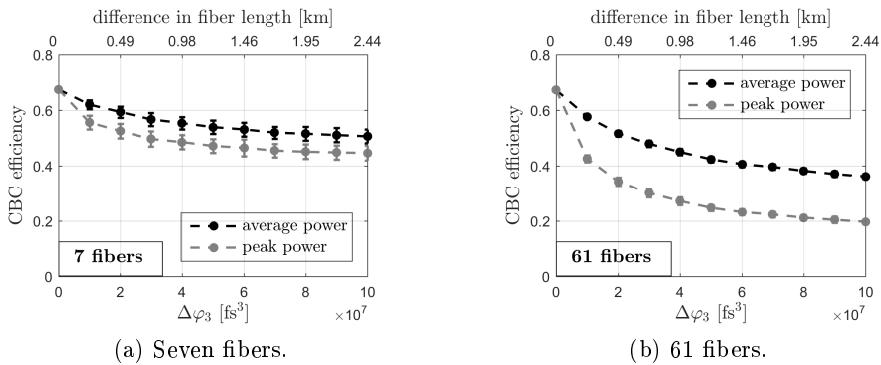 difference in fiber length [km]
0 0.49 0.98 1.46 1.95 2.44
0.8
0.6
0.4
0.2
0
CBC efficiency
average power
peak power
7 fibers
0 2 4 6 8 10
Δφ₃ [fs³]
×10⁷
(a) Seven fibers.
difference in fiber length [km]
0 0.49 0.98 1.46 1.95 2.44
0.8
0.6
0.4
0.2
0
CBC efficiency
average power
peak power
61 fibers
0 2 4 6 8 10
Δφ₃ [fs³]
×10⁷
(b) 61 fibers.